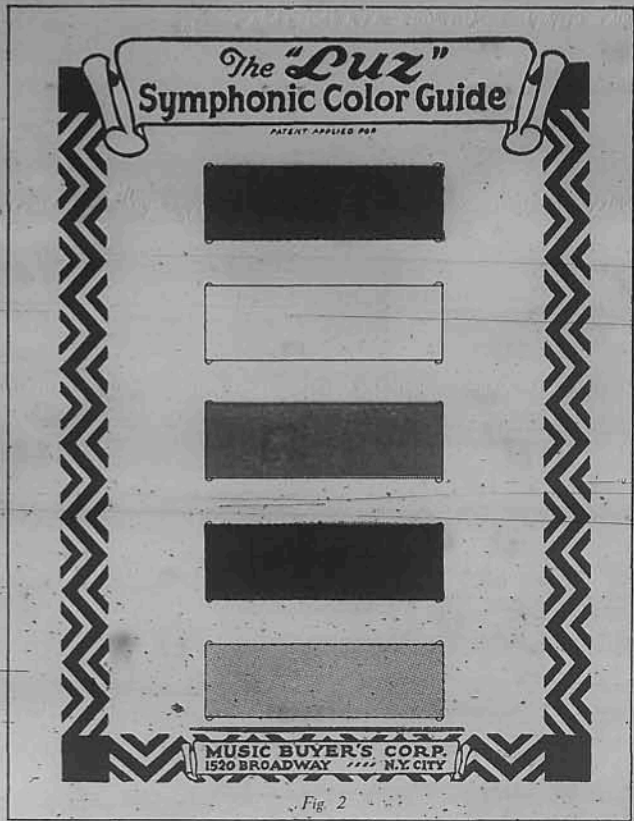 The "Luz"
Symphonic Color Guide
PATENT APPLIED FOR
MUSIC BUYER'S CORP.
1520 BROADWAY '''' N.Y. CITY
Fig. 2